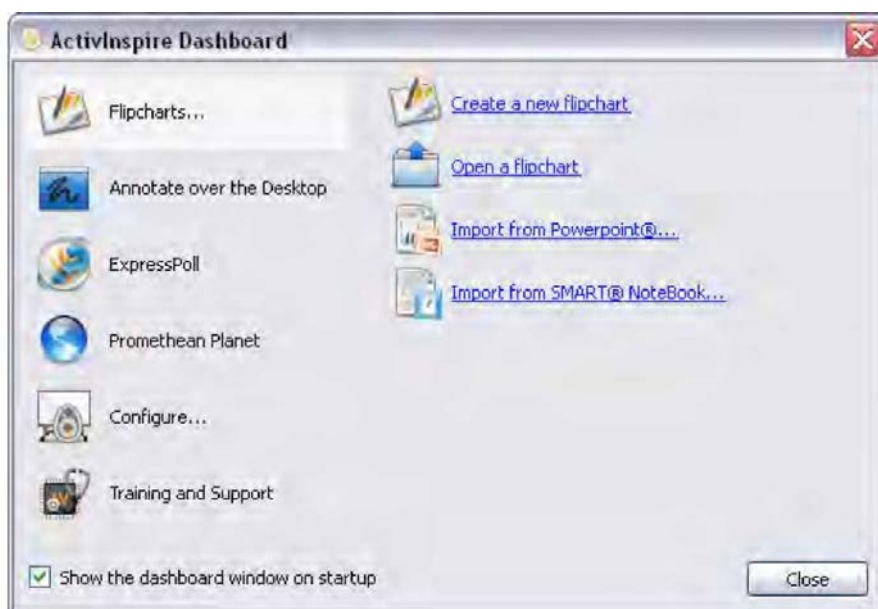 ActivInspire Dashboard
Flipcharts...
Annotate over the Desktop
ExpressPoll
Promethean Planet
Configure...
Training and Support
Create a new flipchart
Open a flipchart
Import from Powerpoint®...
Import from SMART® NoteBook...
Show the dashboard window on startup
Close